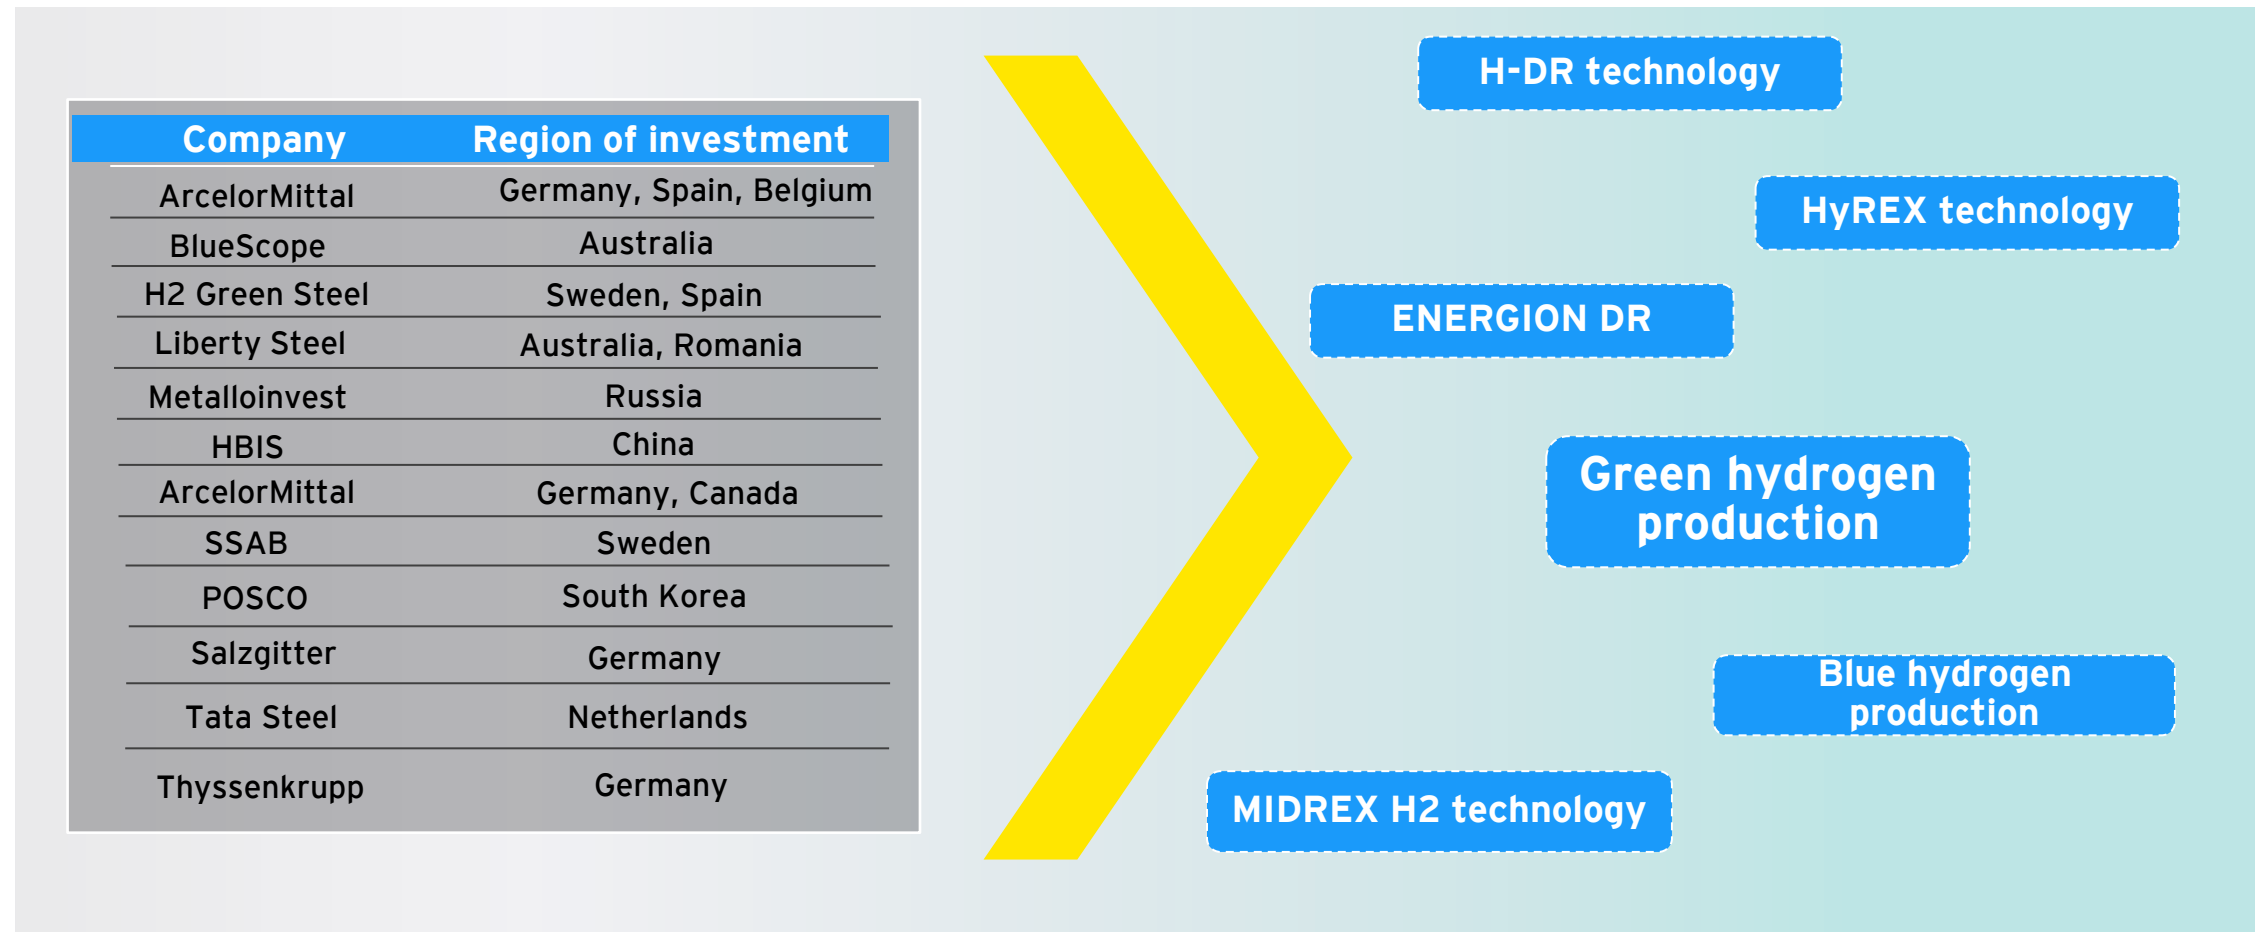 Company Region of investment
ArcelorMittal Germany, Spain, Belgium
BlueScope Australia
H2 Green Steel Sweden, Spain
Liberty Steel Australia, Romania
Metalloinvest Russia
HBIS China
ArcelorMittal Germany, Canada
SSAB Sweden
POSCO South Korea
Salzgitter Germany
Tata Steel Netherlands
Thyssenkrupp Germany
H-DR technology
HyREX technology
ENERGION DR
Green hydrogen
production
Blue hydrogen
production
MIDREX H2 technology